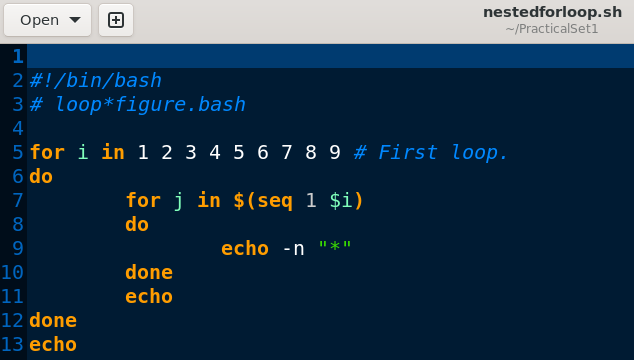 Open
nestedforloop.sh
~/PracticalSet1
1
2 #!/bin/bash
3 # loop*figure.bash
4
5 for i in 1 2 3 4 5 6 7 8 9 # First loop.
6 do
7         for j in $(seq 1 $i)
8         do
9                 echo -n "*"
10         done
11         echo
12 done
13 echo